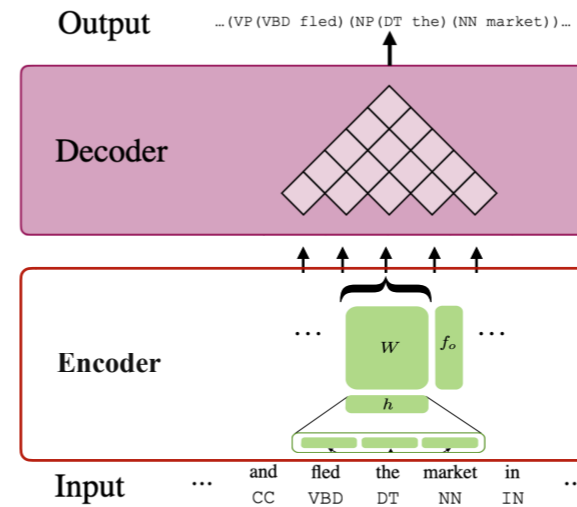 Output …(VP(VBD fled)(NP(DT the)(NN market))…
Decoder
… W f_o …
Encoder
h
… and fled the market in …
Input CC VBD DT NN IN